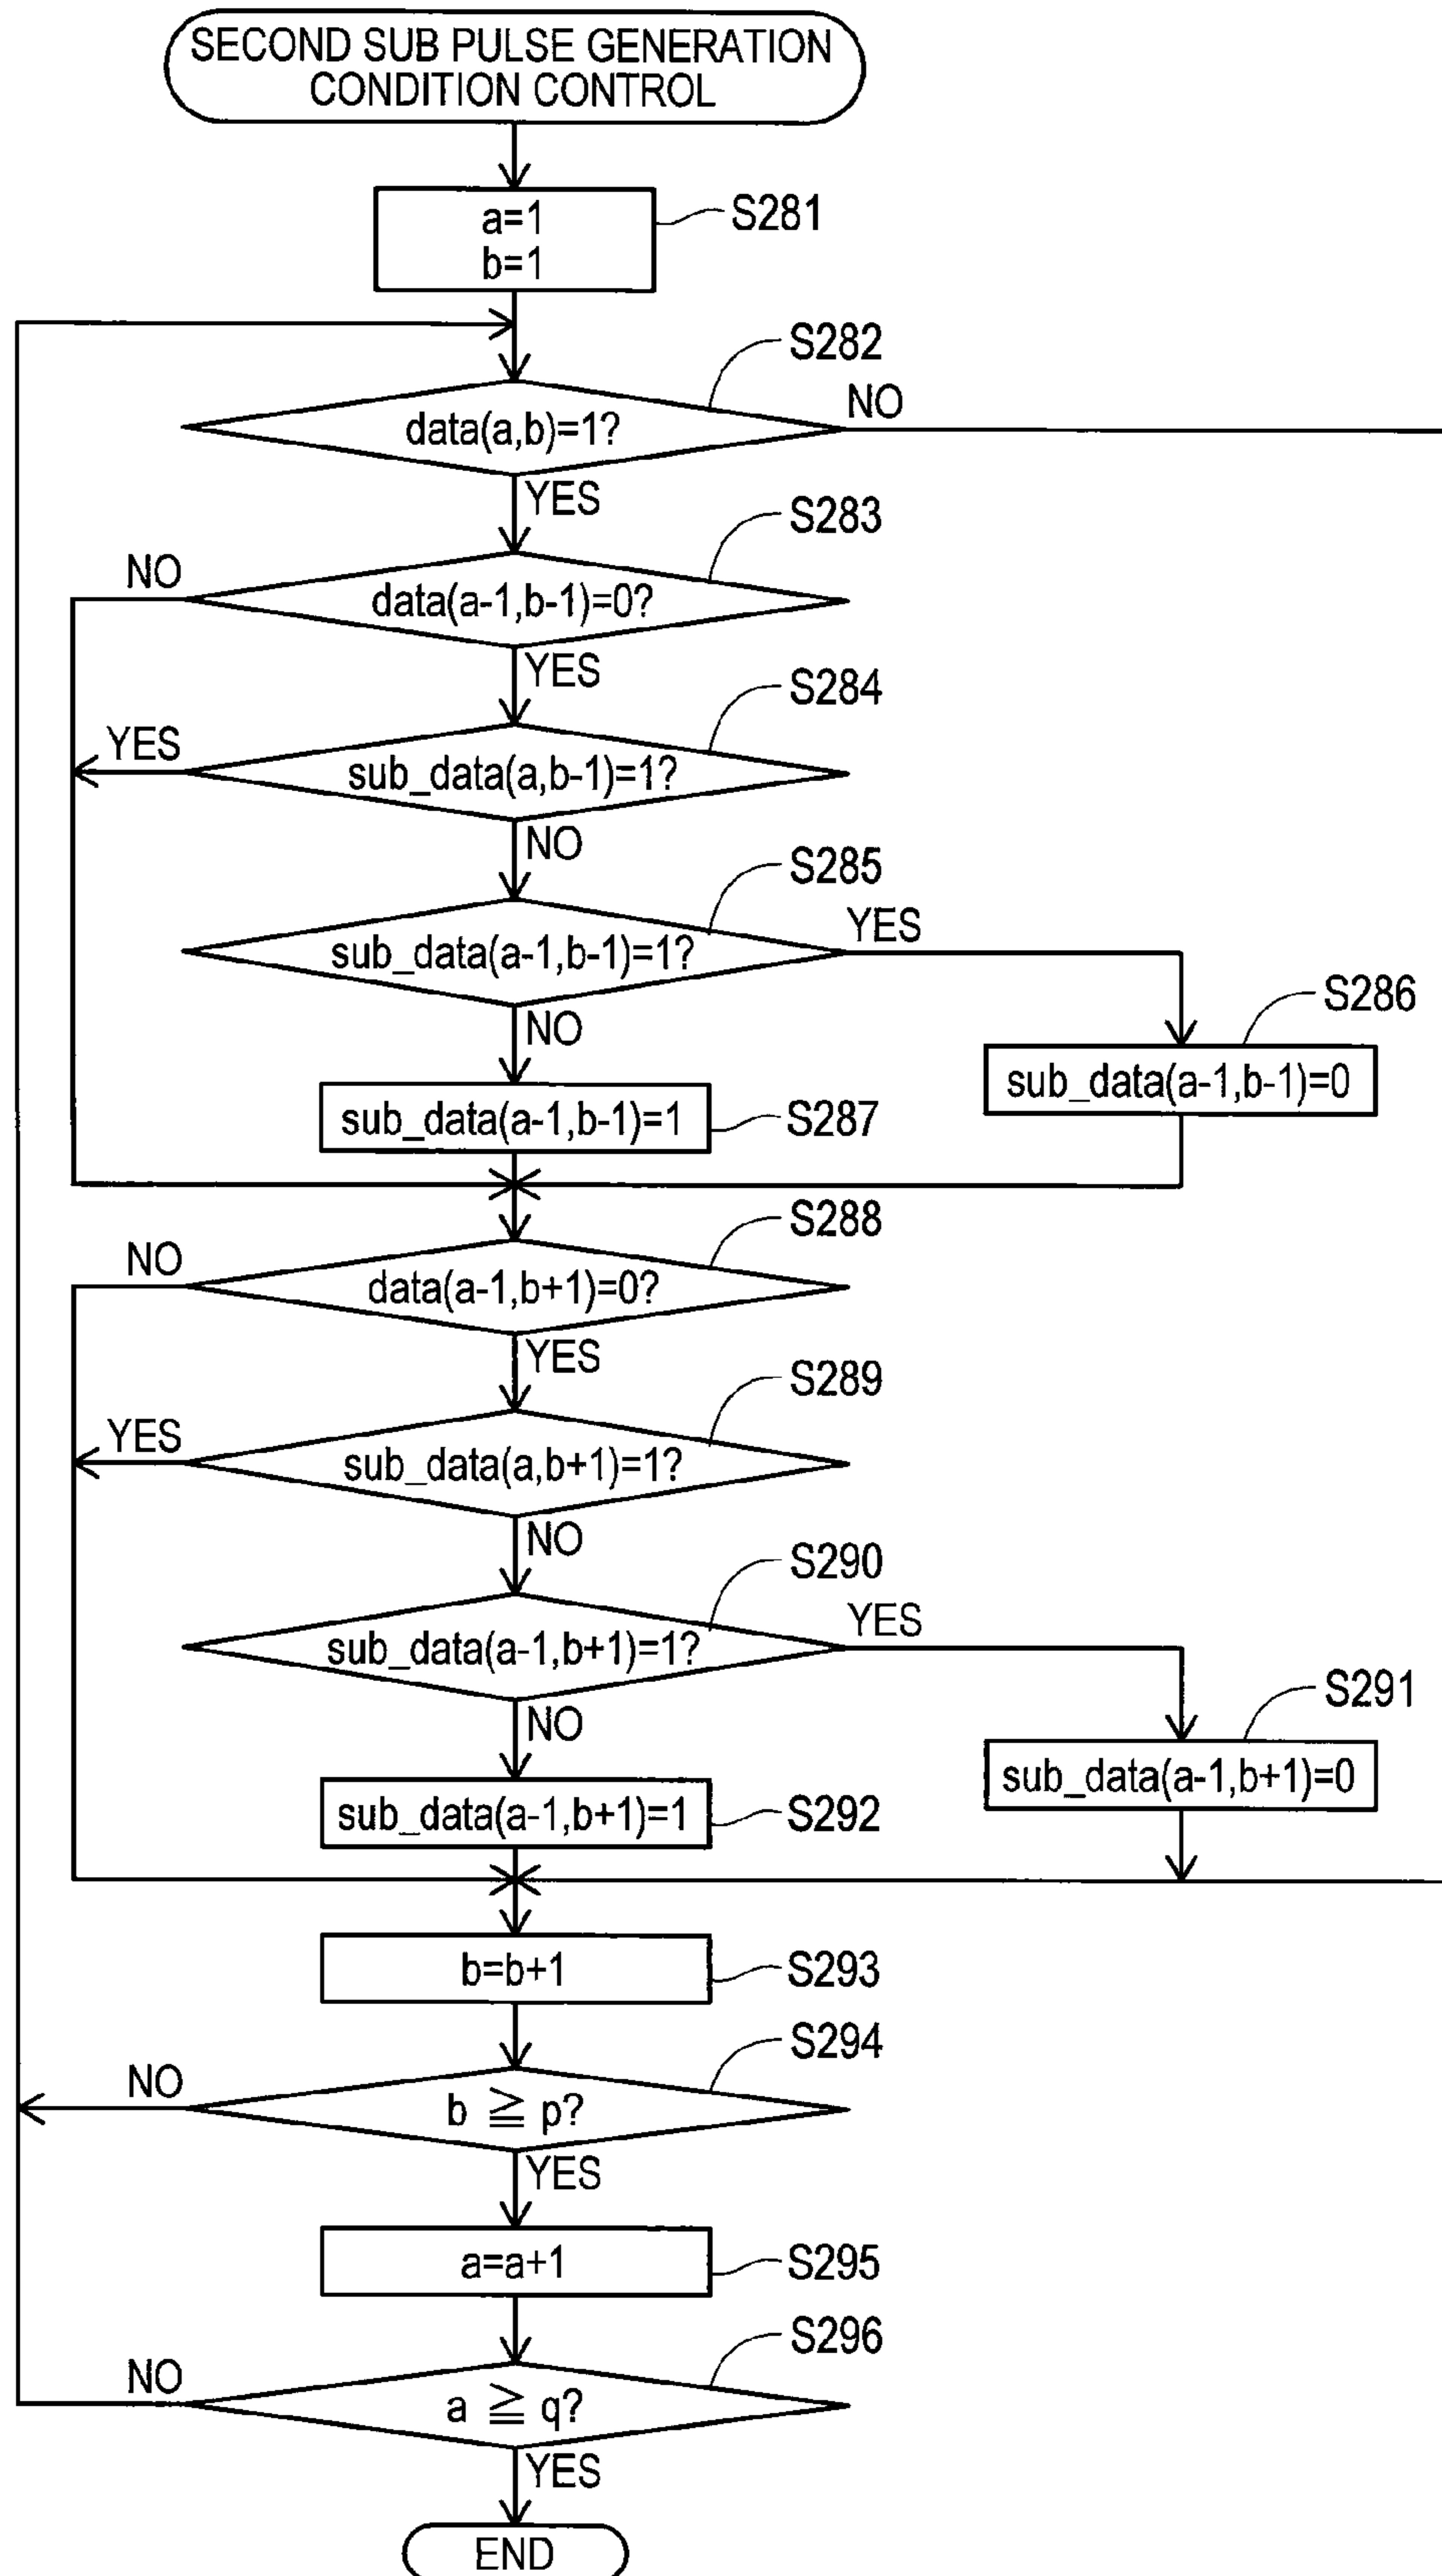 SECOND SUB PULSE GENERATION
CONDITION CONTROL
a=1
b=1
S281
S282
data(a,b)=1?
NO
YES
S283
NO
data(a-1,b-1)=0?
YES
S284
YES
sub_data(a,b-1)=1?
NO
S285
sub_data(a-1,b-1)=1?
YES
NO
S286
sub_data(a-1,b-1)=0
sub_data(a-1,b-1)=1
S287
S288
NO
data(a-1,b+1)=0?
YES
S289
YES
sub_data(a,b+1)=1?
NO
S290
sub_data(a-1,b+1)=1?
YES
NO
S291
sub_data(a-1,b+1)=0
sub_data(a-1,b+1)=1
S292
b=b+1
S293
S294
NO
b ≧ p?
YES
a=a+1
S295
S296
NO
a ≧ q?
YES
END